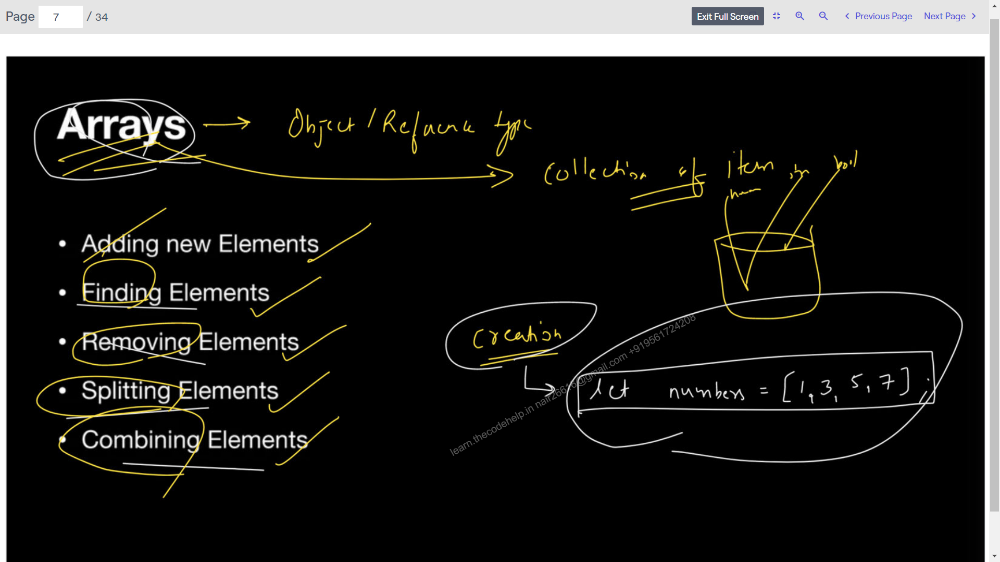 Page 7 / 34
Exit Full Screen
Previous Page
Next Page
Arrays
Object / Reference type
Collection of item
num
str
bool
Adding new Elements
Finding Elements
Removing Elements
Splitting Elements
Combining Elements
Creation
let numbers = [1, 3, 5, 7];
learn.thecodehelp.in nair26616@gmail.com +919561724208